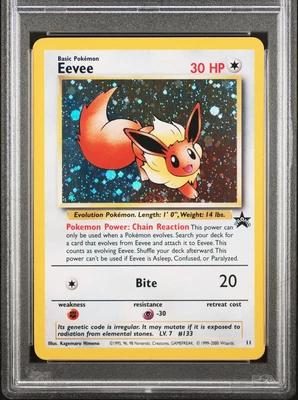 Basic Pokémon
Eevee
30 HP
Evolution Pokémon. Length: 1' 0", Weight: 14 lbs.
Pokemon Power: Chain Reaction This power can
only be used when a Pokémon evolves. Search your deck for
a card that evolves from Eevee and attach it to Eevee. This
counts as evolving Eevee. Shuffle your deck afterward. This
power can't be used if Eevee is Asleep, Confused, or Paralyzed.
Bite 20
weakness resistance retreat cost
-30
Its genetic code is irregular. It may mutate if it is exposed to
radiation from elemental stones. LV. 7 #133
Illus. Kagemaru Himeno ©1995, 96, 98 Nintendo, Creatures, GAMEFREAK. ©1999-2000 Wizards. 11